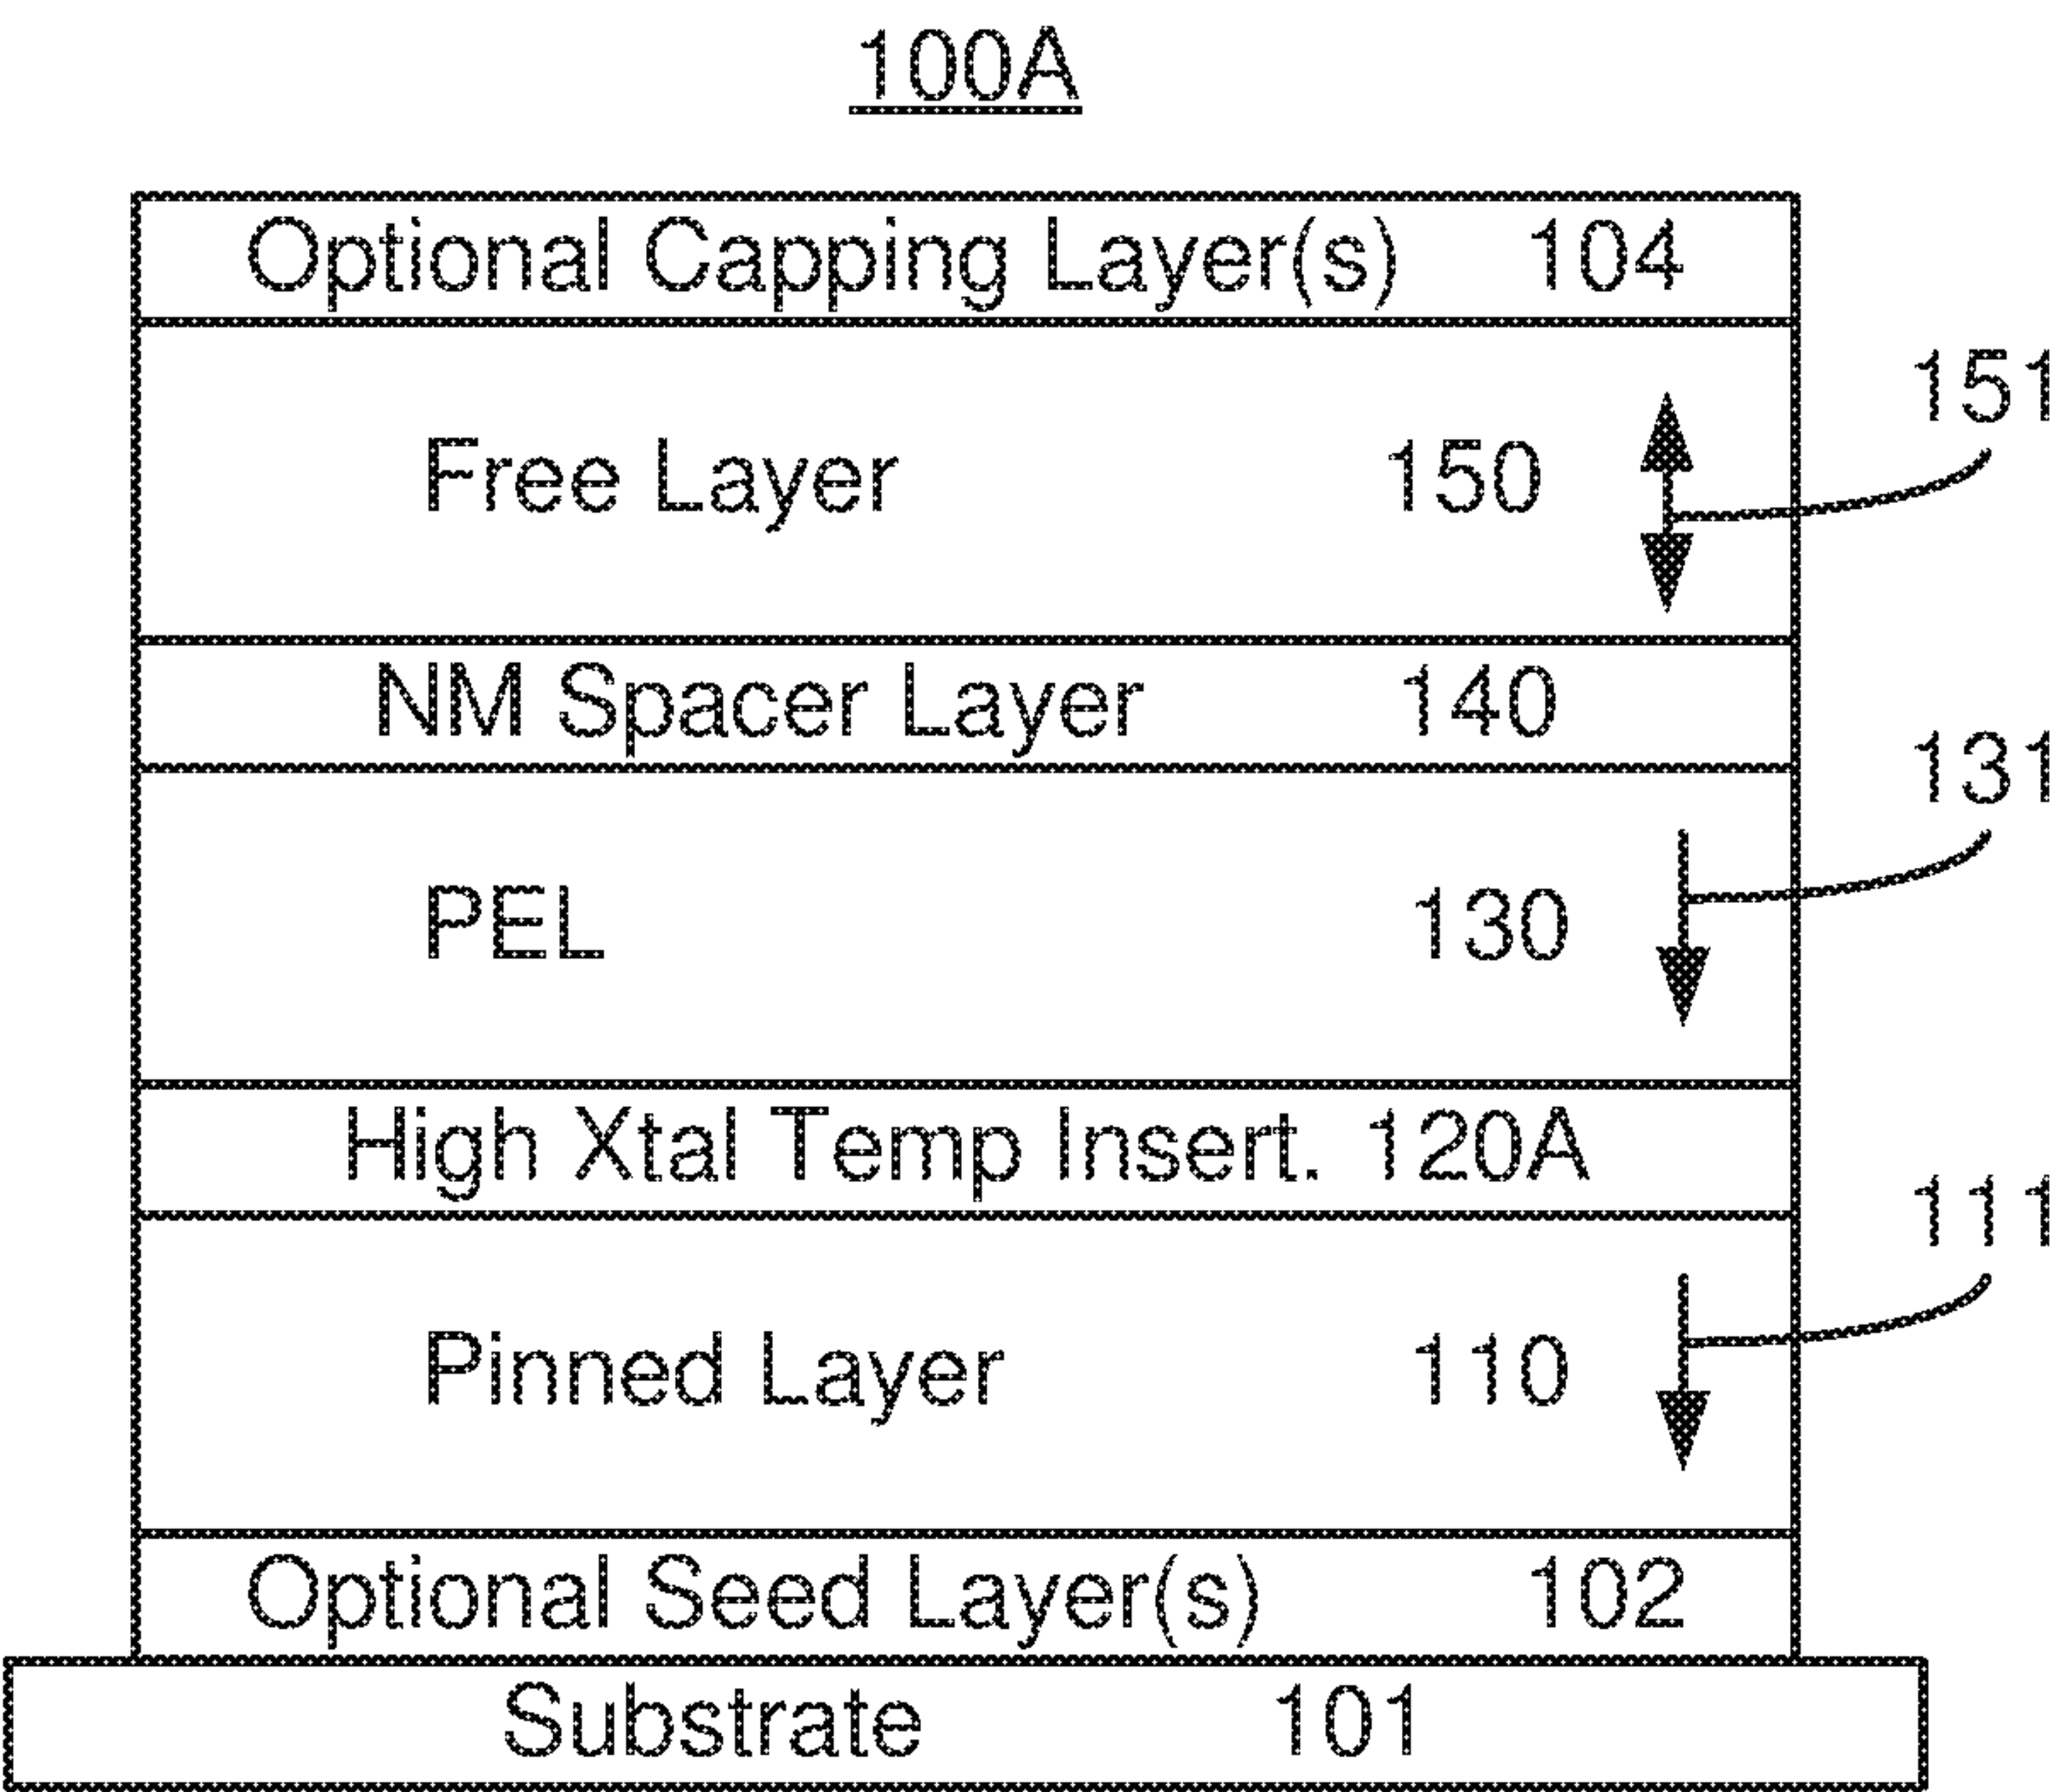 100A
Optional Capping Layer(s) 104
151
Free Layer 150
NM Spacer Layer 140
131
PEL 130
High Xtal Temp Insert. 120A
111
Pinned Layer 110
Optional Seed Layer(s) 102
Substrate 101